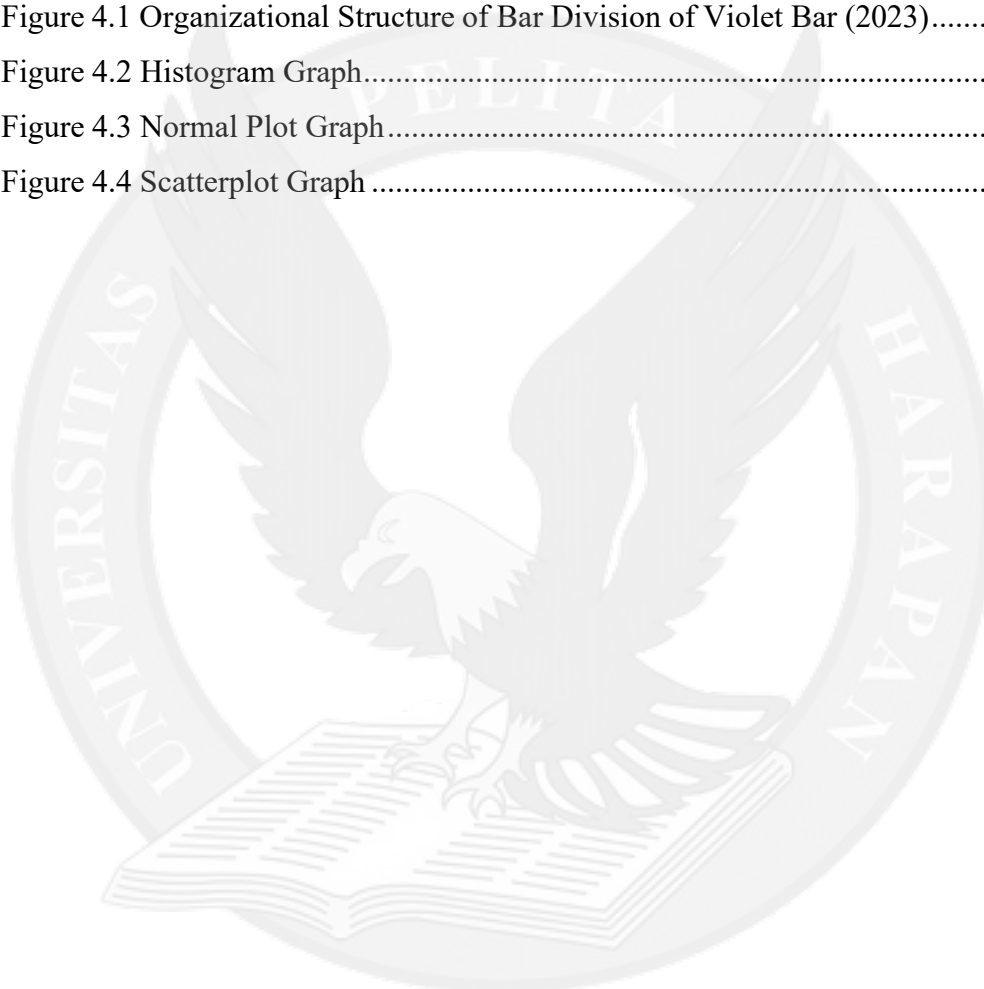 Figure 4.1 Organizational Structure of Bar Division of Violet Bar (2023).......
Figure 4.2 Histogram Graph...............................................................................
Figure 4.3 Normal Plot Graph............................................................................
Figure 4.4 Scatterplot Graph ..............................................................................
UNIVERSITAS PELITA HARAPAN